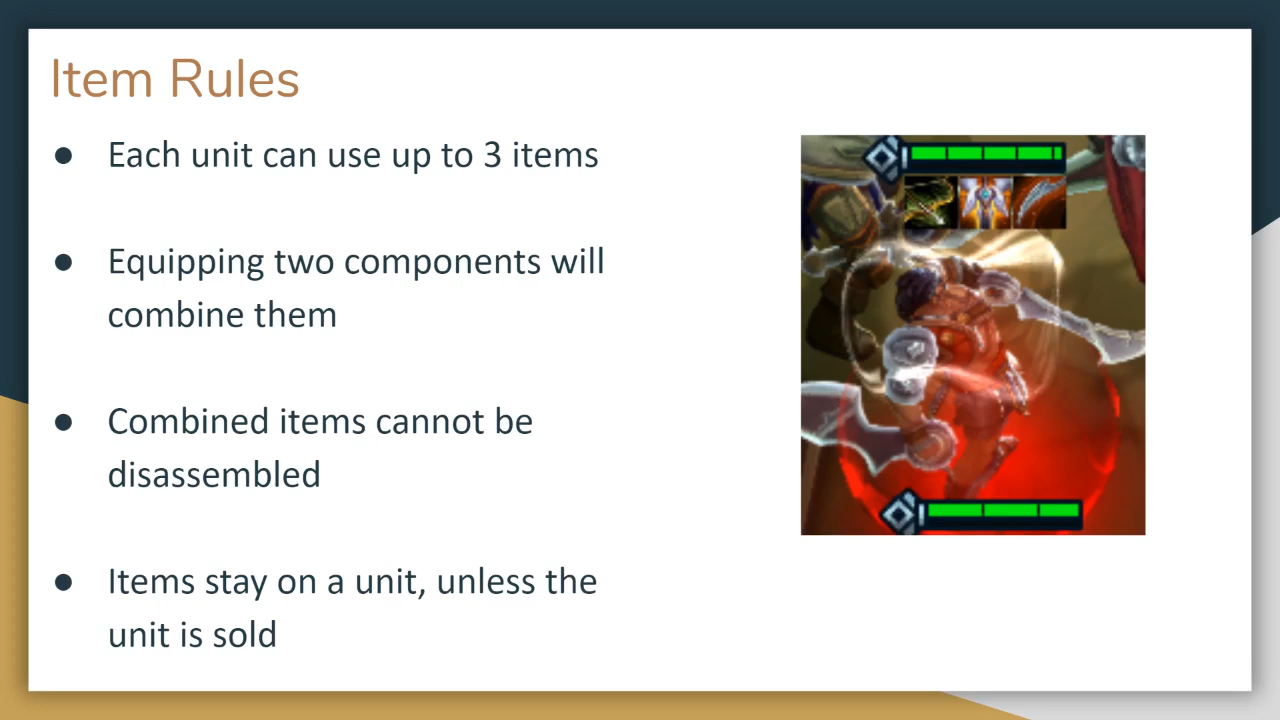 Item Rules
● Each unit can use up to 3 items
● Equipping two components will
combine them
● Combined items cannot be
disassembled
● Items stay on a unit, unless the
unit is sold